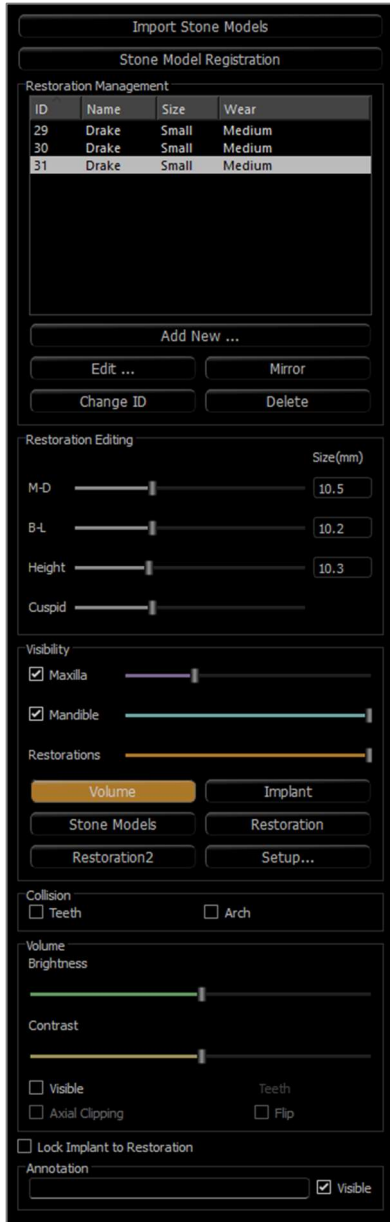 Import Stone Models
Stone Model Registration
Restoration Management
ID Name Size Wear
29 Drake Small Medium
30 Drake Small Medium
31 Drake Small Medium
Add New ...
Edit ... Mirror
Change ID Delete
Restoration Editing
Size(mm)
M-D 10.5
B-L 10.2
Height 10.3
Cuspid
Visibility
Maxilla
Mandible
Restorations
Volume Implant
Stone Models Restoration
Restoration2 Setup...
Collision
Teeth Arch
Volume
Brightness
Contrast
Visible Teeth
Axial Clipping Flip
Lock Implant to Restoration
Annotation
Visible